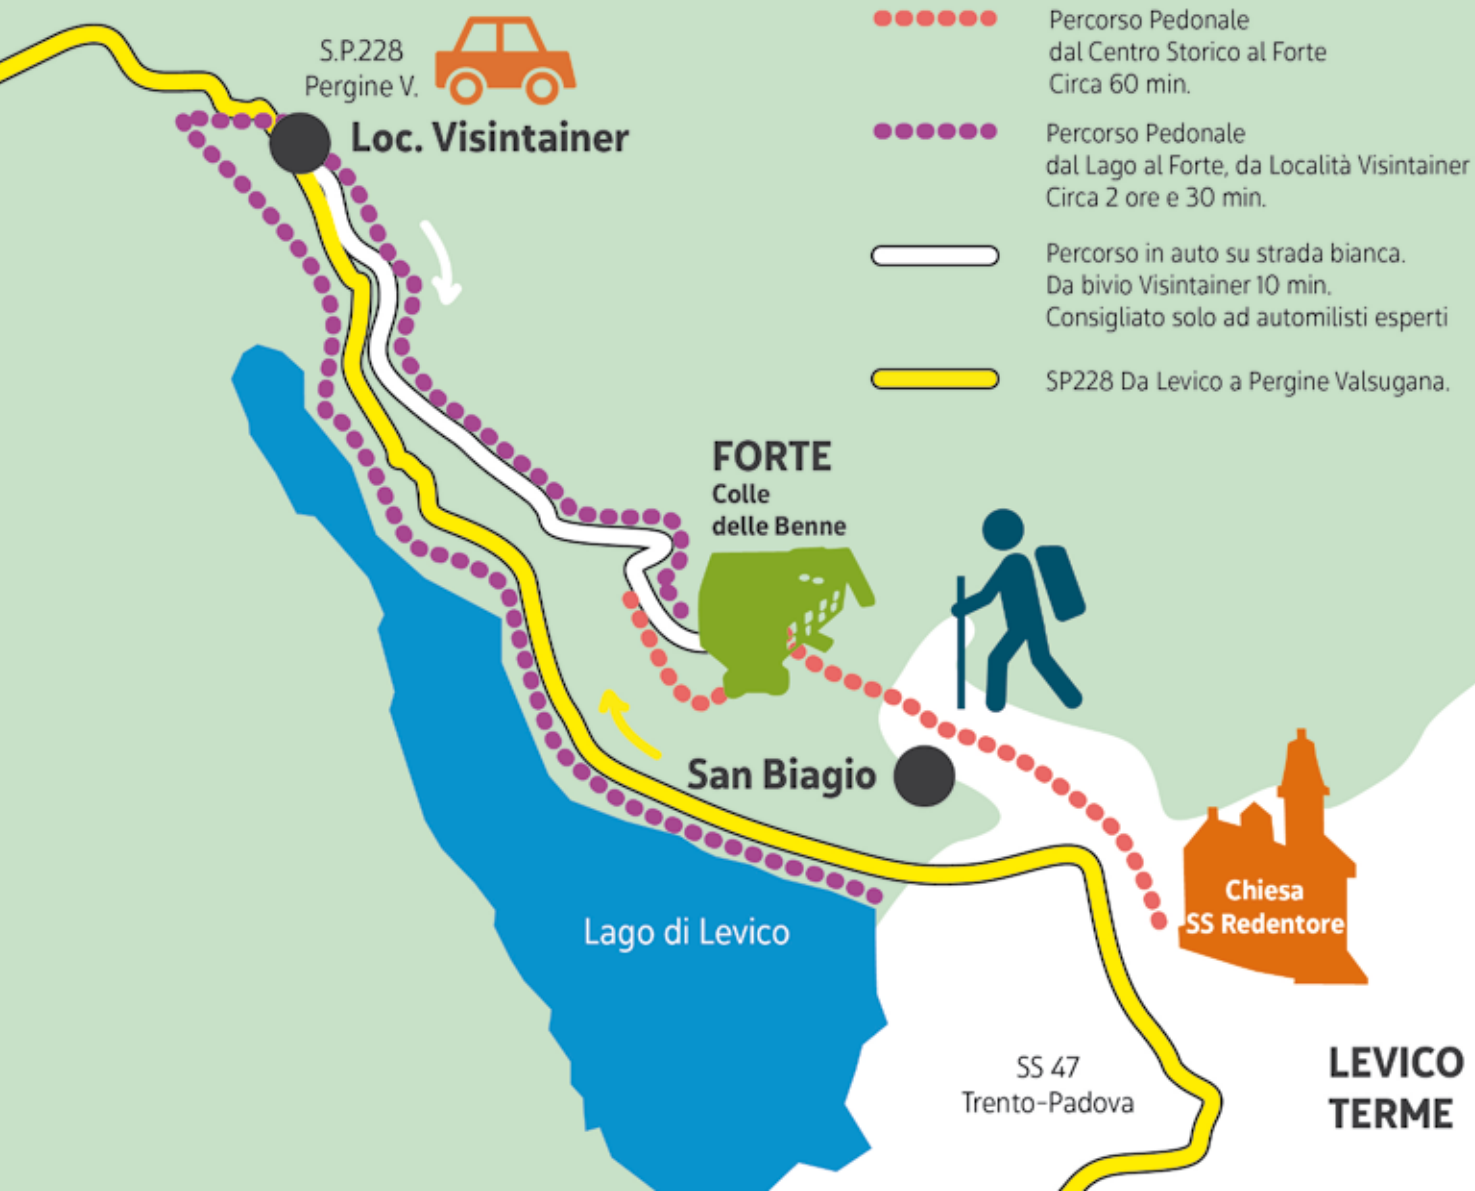 S.P.228
Pergine V.
Loc. Visintainer
Percorso Pedonale
dal Centro Storico al Forte
Circa 60 min.
Percorso Pedonale
dal Lago al Forte, da Località Visintainer
Circa 2 ore e 30 min.
Percorso in auto su strada bianca.
Da bivio Visintainer 10 min.
Consigliato solo ad automilisti esperti
SP228 Da Levico a Pergine Valsugana.
FORTE
Colle
delle Benne
San Biagio
Chiesa
SS Redentore
Lago di Levico
SS 47
Trento-Padova
LEVICO
TERME